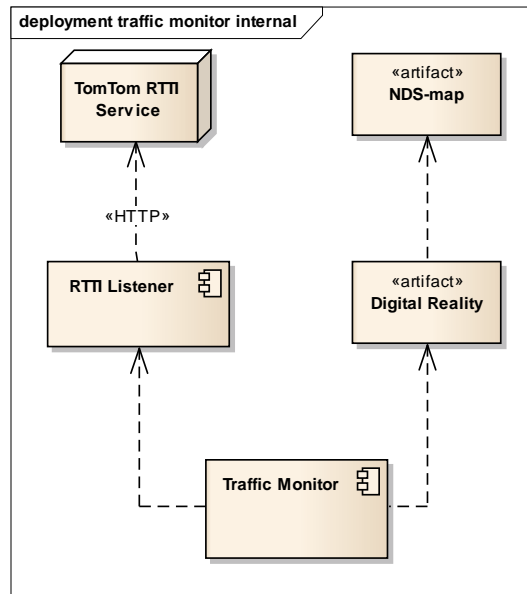 deployment traffic monitor internal
TomTom RTTI
Service
«artifact»
NDS-map
«HTTP»
RTTI Listener
«artifact»
Digital Reality
Traffic Monitor